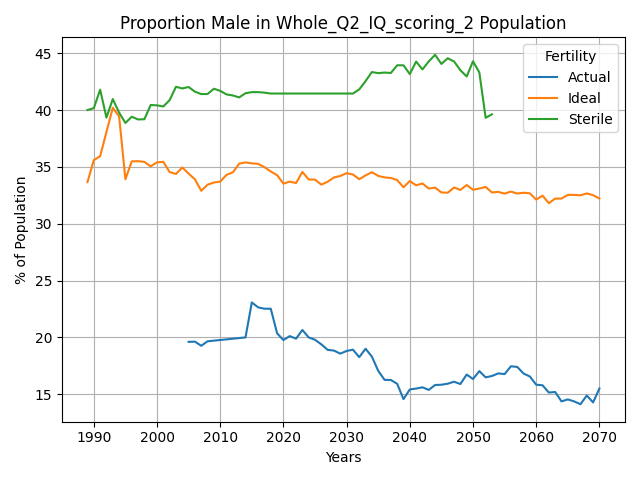 Proportion Male in Whole_Q2_IQ_scoring_2 Population
% of Population
45
40
35
30
25
20
15
Fertility
Actual
Ideal
Sterile
1990 2000 2010 2020 2030 2040 2050 2060 2070
Years